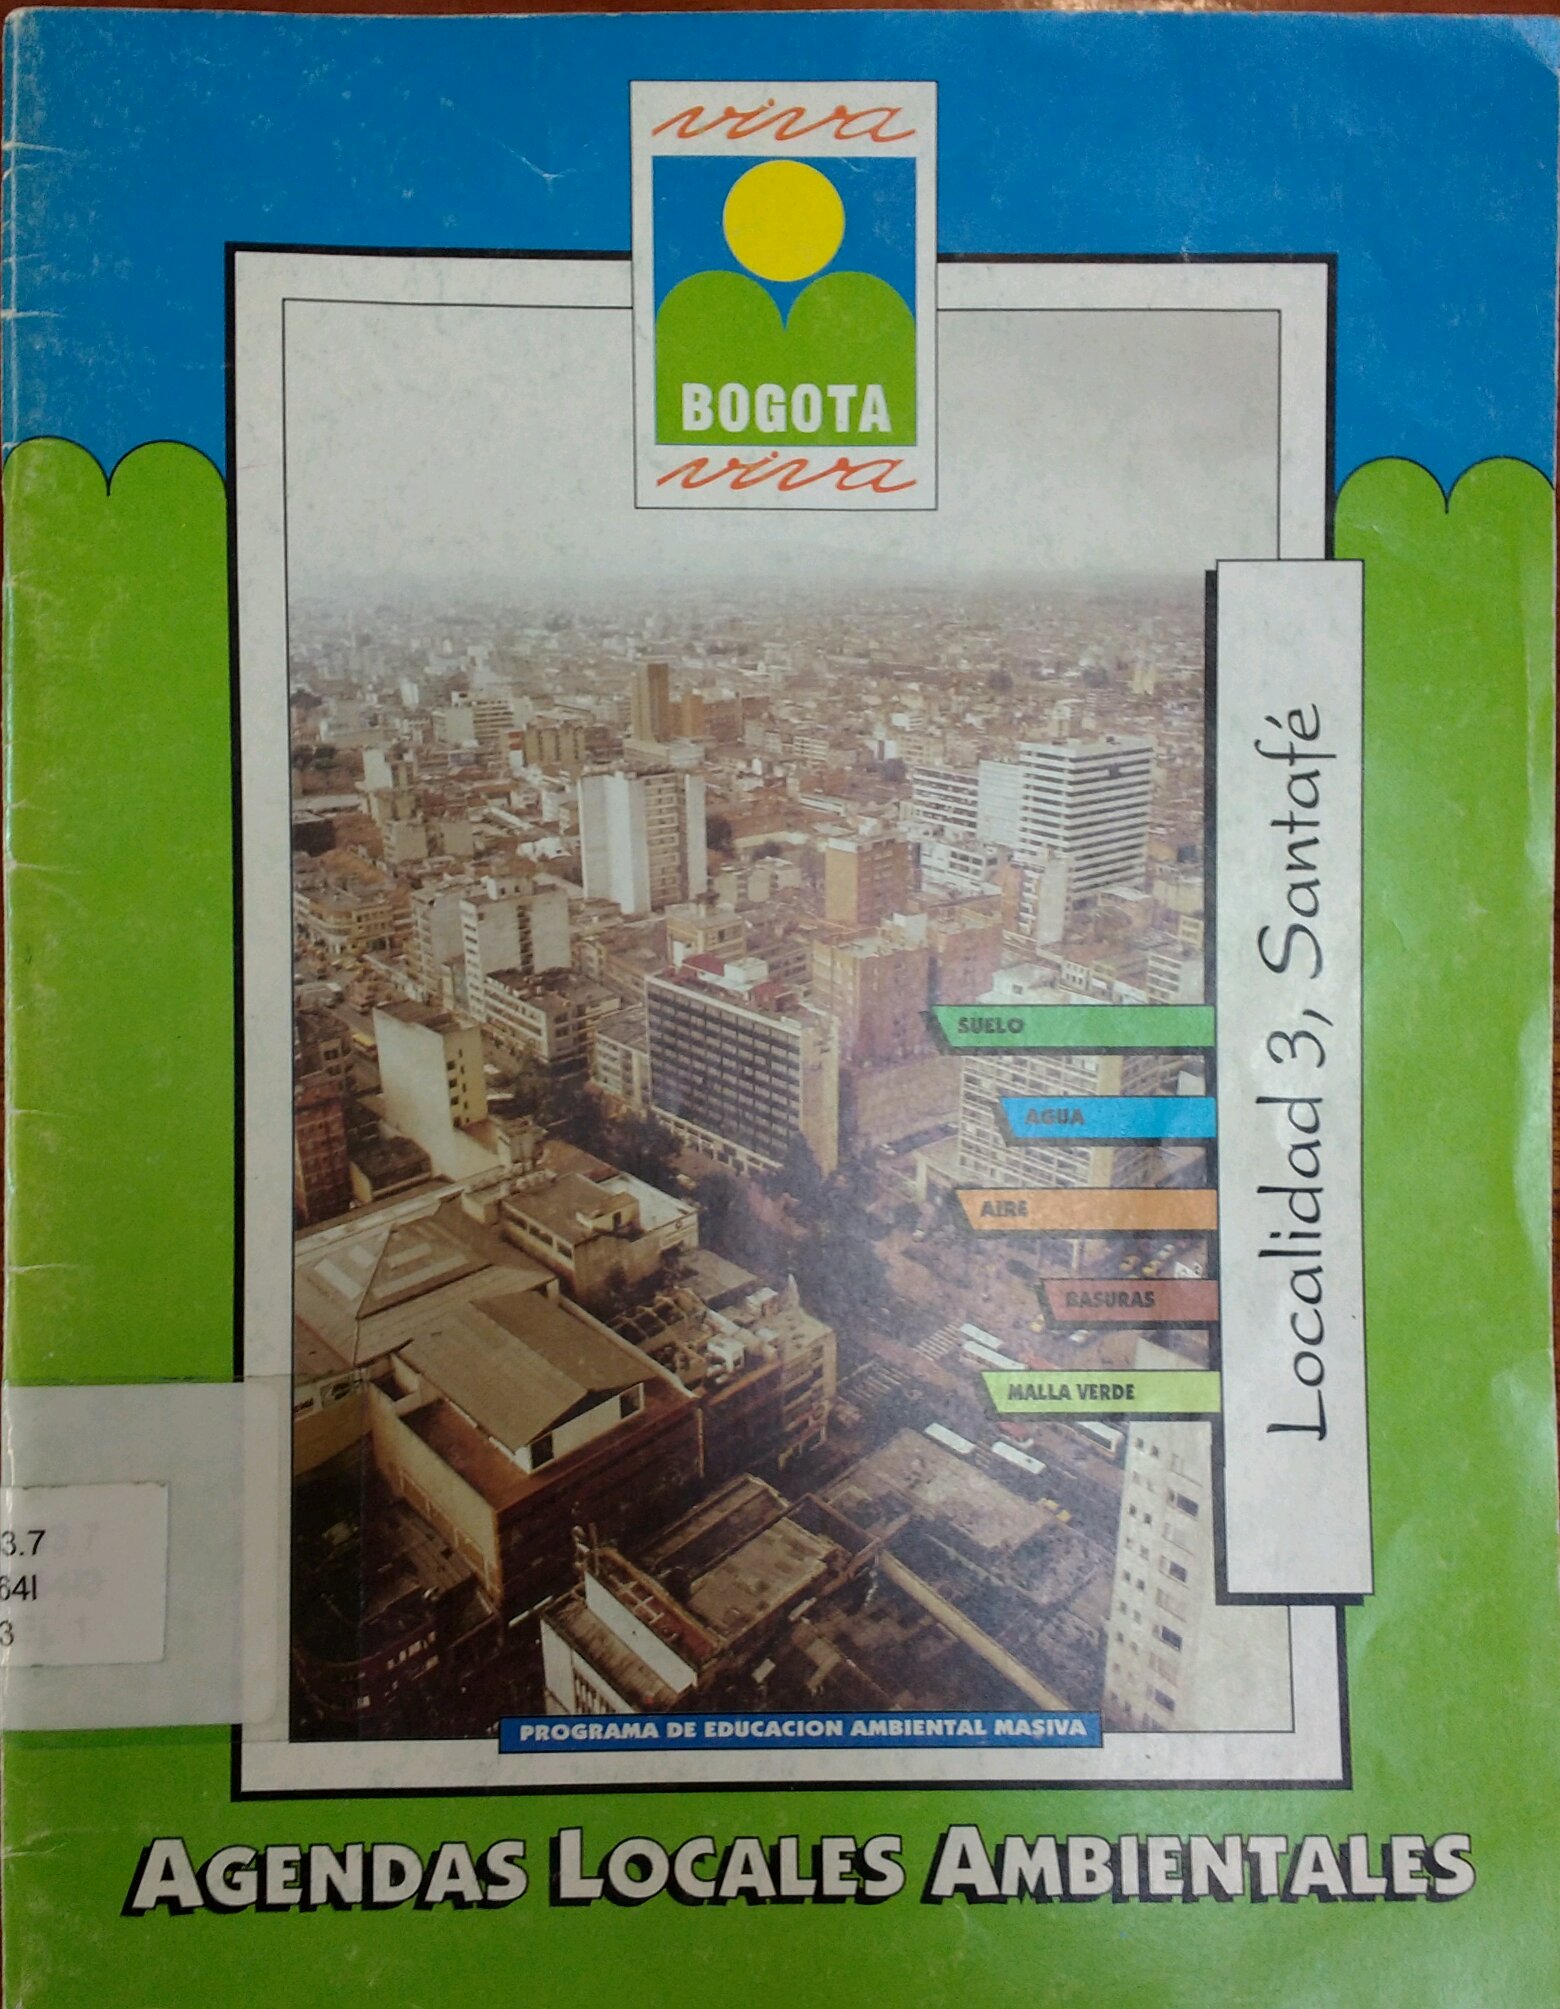 viva
BOGOTA
viva
Localidad 3, Santafé
SUELO
AGUA
AIRE
BASURAS
MALLA VERDE
3.7
64I
3
PROGRAMA DE EDUCACION AMBIENTAL MASIVA
AGENDAS LOCALES AMBIENTALES